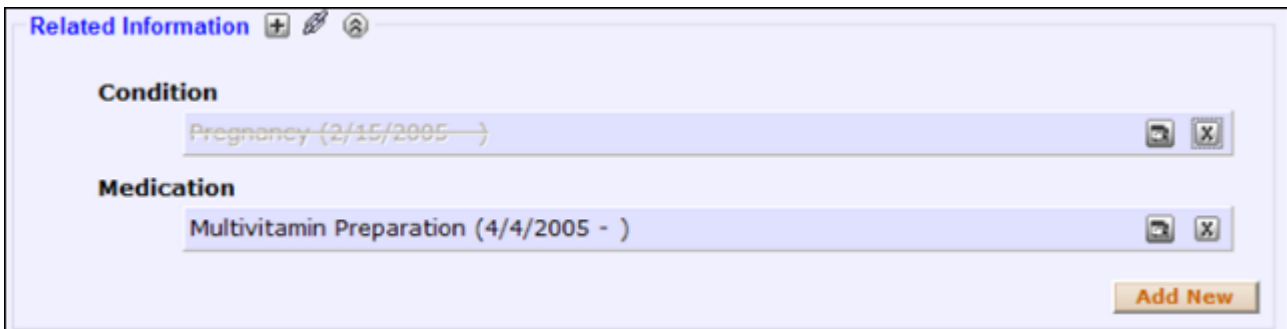 Related Information
Condition
Pregnancy (2/15/2005 - )
X
Medication
Multivitamin Preparation (4/4/2005 - )
X
Add New